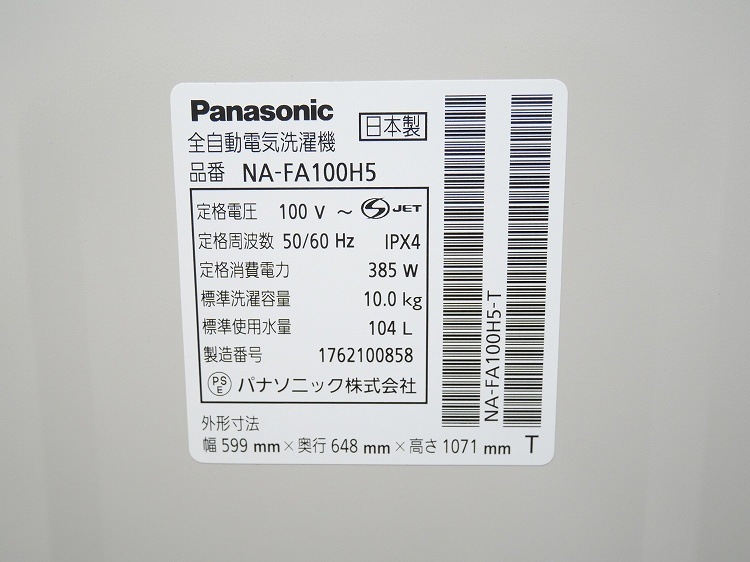 Panasonic
日本製
全自動電気洗濯機
品番 NA-FA100H5
定格電圧 100 V ~ JET
定格周波数 50/60 Hz IPX4
定格消費電力 385 W
標準洗濯容量 10.0 kg
標準使用水量 104 L
製造番号 1762100858
PSE パナソニック株式会社
外形寸法
幅 599 mm×奥行 648 mm×高さ 1071 mm T
NA-FA100H5-T